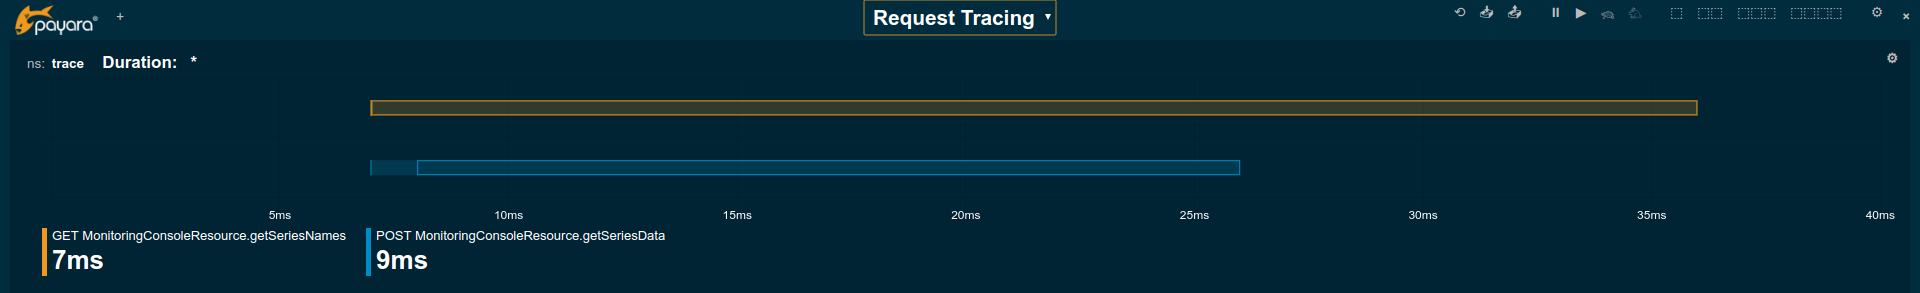 payara®
+
Request Tracing
ns: trace Duration: *
5ms 10ms 15ms 20ms 25ms 30ms 35ms 40ms
GET MonitoringConsoleResource.getSeriesNames
7ms
POST MonitoringConsoleResource.getSeriesData
9ms